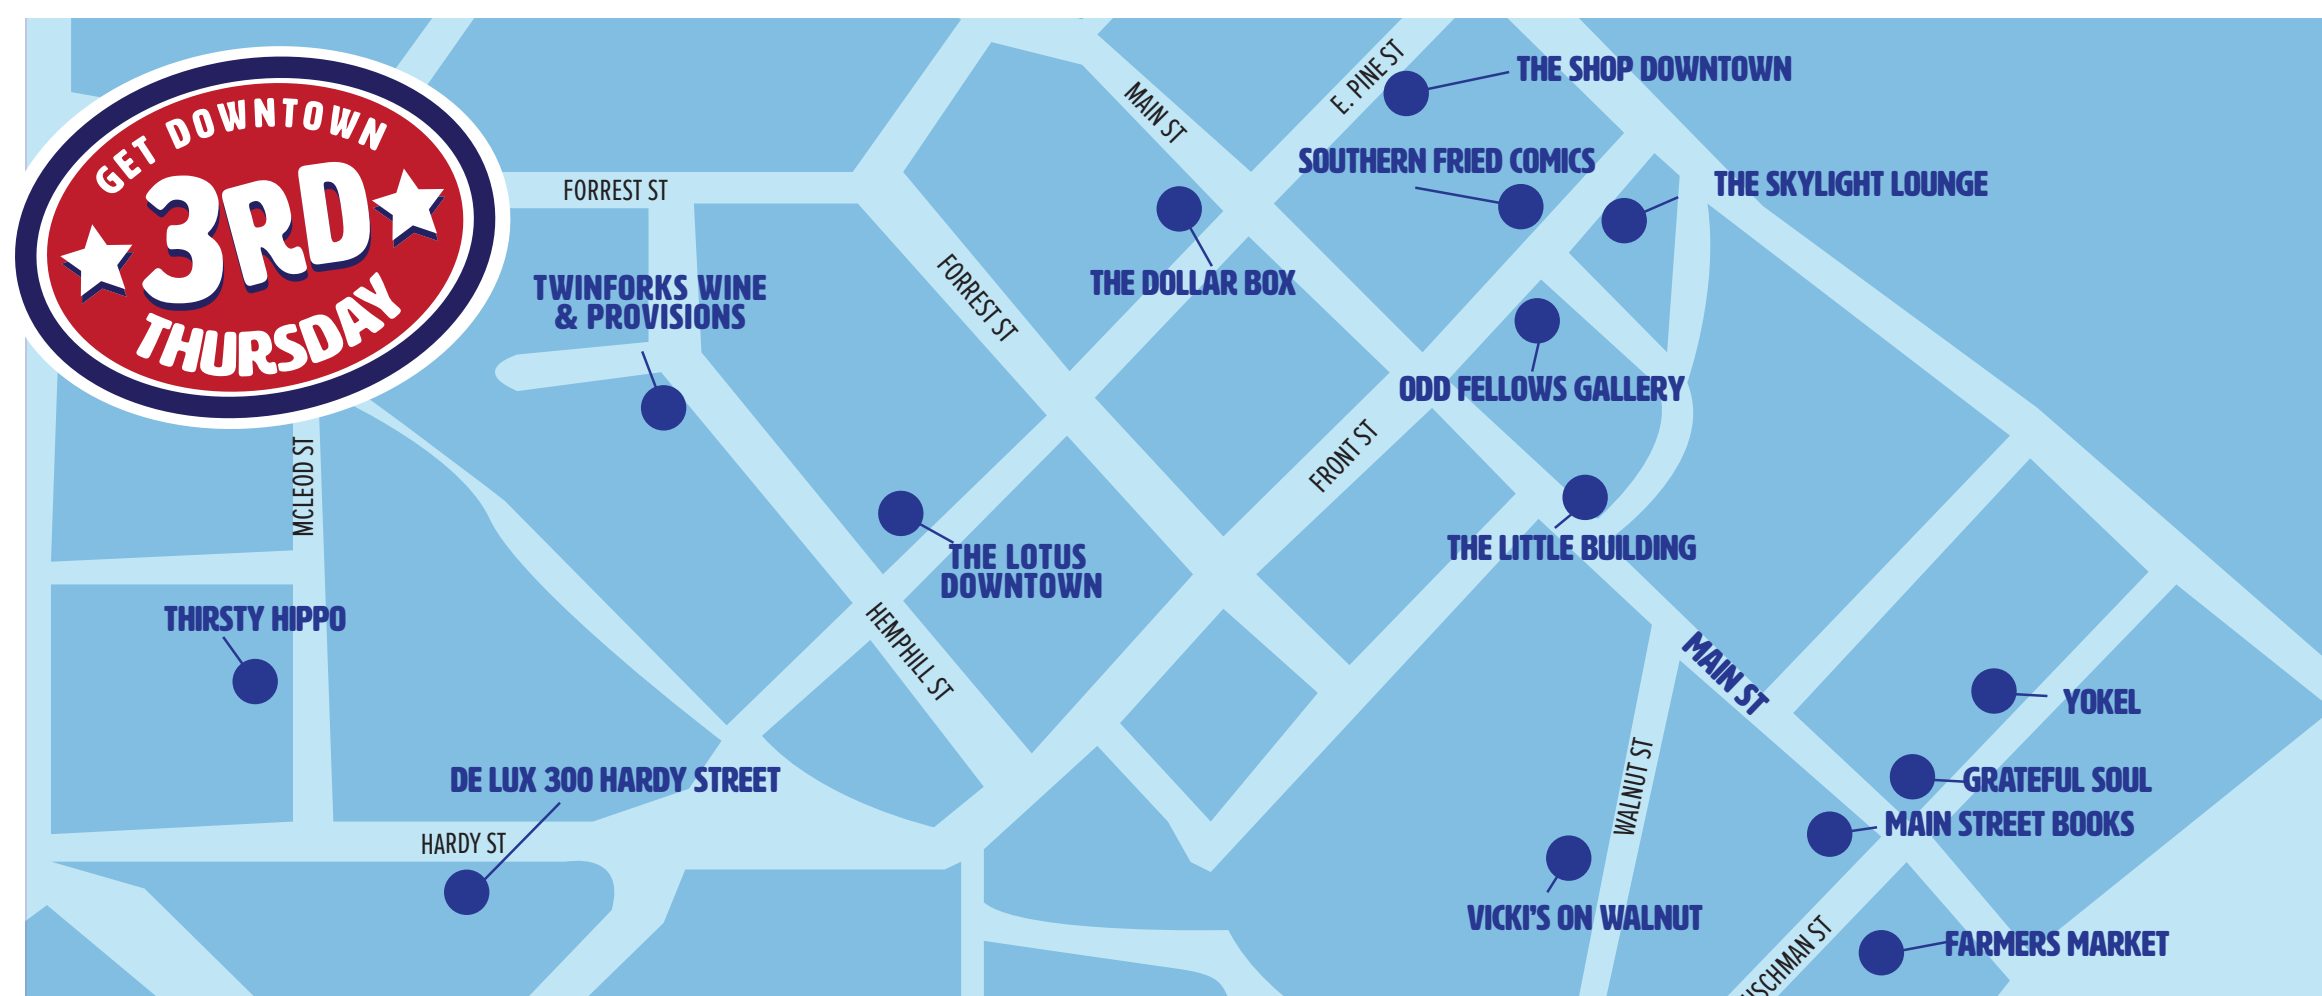 GET DOWNTOWN
3RD
THURSDAY
E. PINE ST
THE SHOP DOWNTOWN
MAIN ST
SOUTHERN FRIED COMICS
THE SKYLIGHT LOUNGE
FORREST ST
TWINFORKS WINE
& PROVISIONS
FORREST ST
THE DOLLAR BOX
ODD FELLOWS GALLERY
FRONT ST
MCLEOD ST
THE LOTUS
DOWNTOWN
THE LITTLE BUILDING
THIRSTY HIPPO
HEMPHILL ST
MAIN ST
YOKEL
DE LUX 300 HARDY STREET
GRATEFUL SOUL
WALNUT ST
MAIN STREET BOOKS
HARDY ST
VICKI'S ON WALNUT
FARMERS MARKET
USCHMAN ST